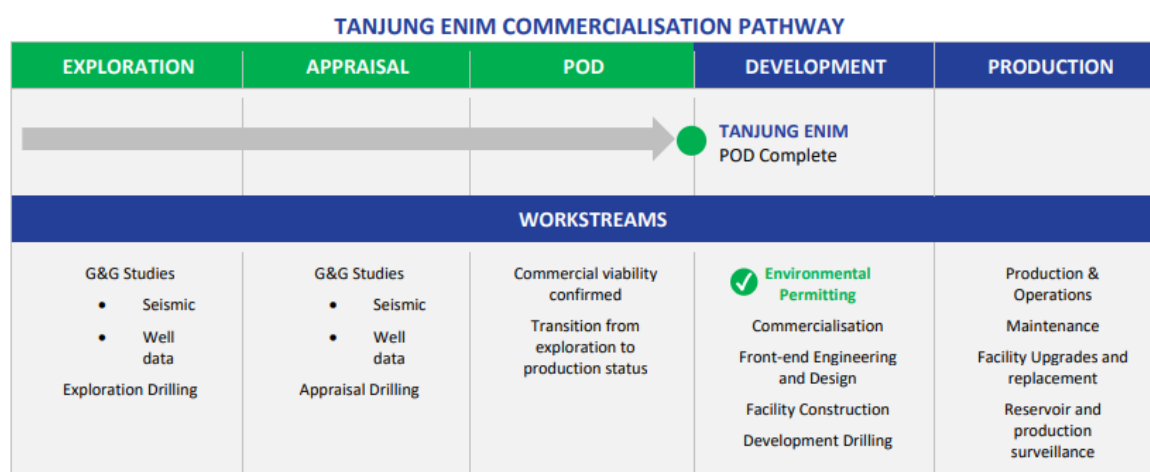 TANJUNG ENIM COMMERCIALISATION PATHWAY
EXPLORATION
APPRAISAL
POD
DEVELOPMENT
PRODUCTION
TANJUNG ENIM
POD Complete
WORKSTREAMS
G&G Studies
• Seismic
• Well
data
Exploration Drilling
G&G Studies
• Seismic
• Well
data
Appraisal Drilling
Commercial viability
confirmed
Transition from
exploration to
production status
Environmental
Permitting
Commercialisation
Front-end Engineering
and Design
Facility Construction
Development Drilling
Production &
Operations
Maintenance
Facility Upgrades and
replacement
Reservoir and
production
surveillance